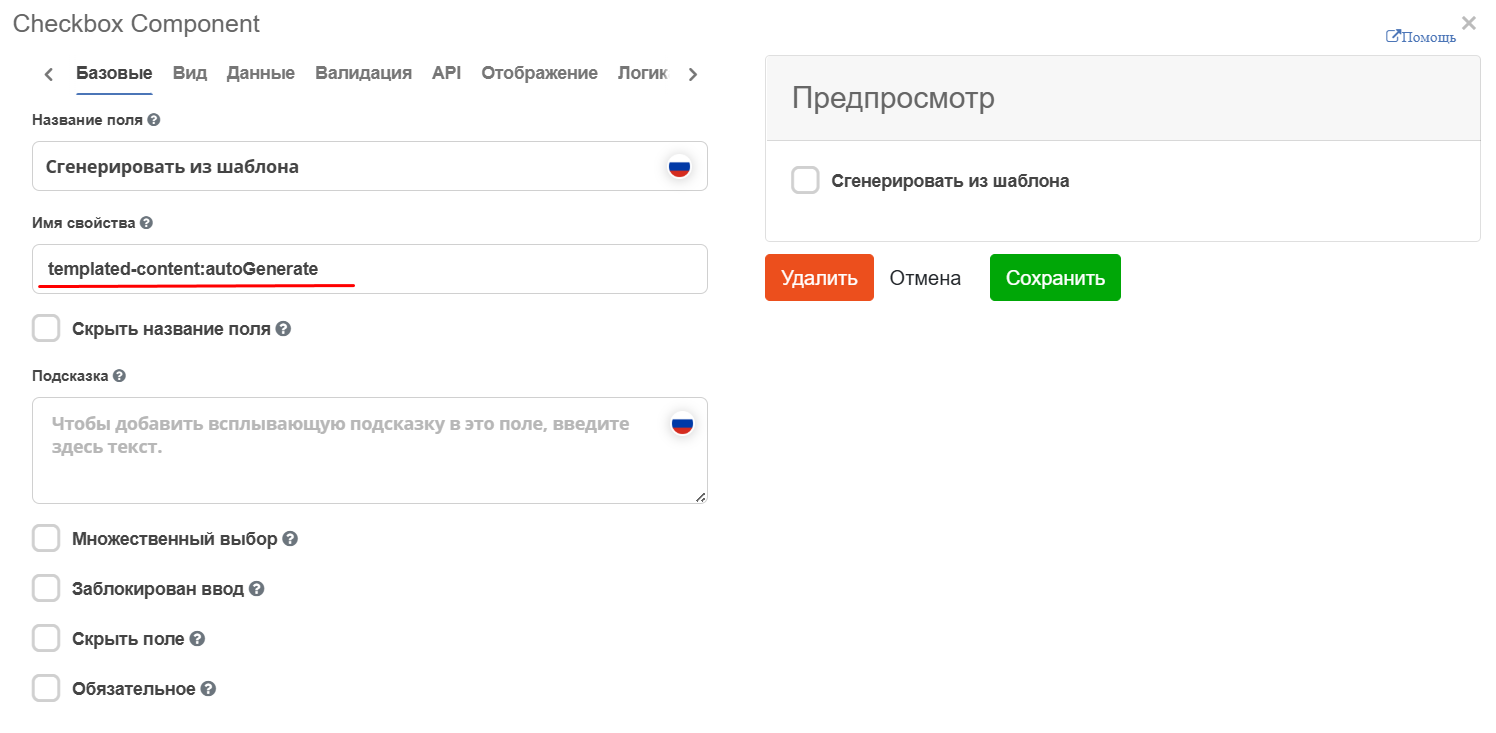 Checkbox Component
Помощь
Базовые Вид Данные Валидация API Отображение Логик
Название поля
Сгенерировать из шаблона
Имя свойства
templated-content:autoGenerate
Скрыть название поля
Подсказка
Чтобы добавить всплывающую подсказку в это поле, введите
здесь текст.
Множественный выбор
Заблокирован ввод
Скрыть поле
Обязательное
Предпросмотр
Сгенерировать из шаблона
Удалить Отмена Сохранить